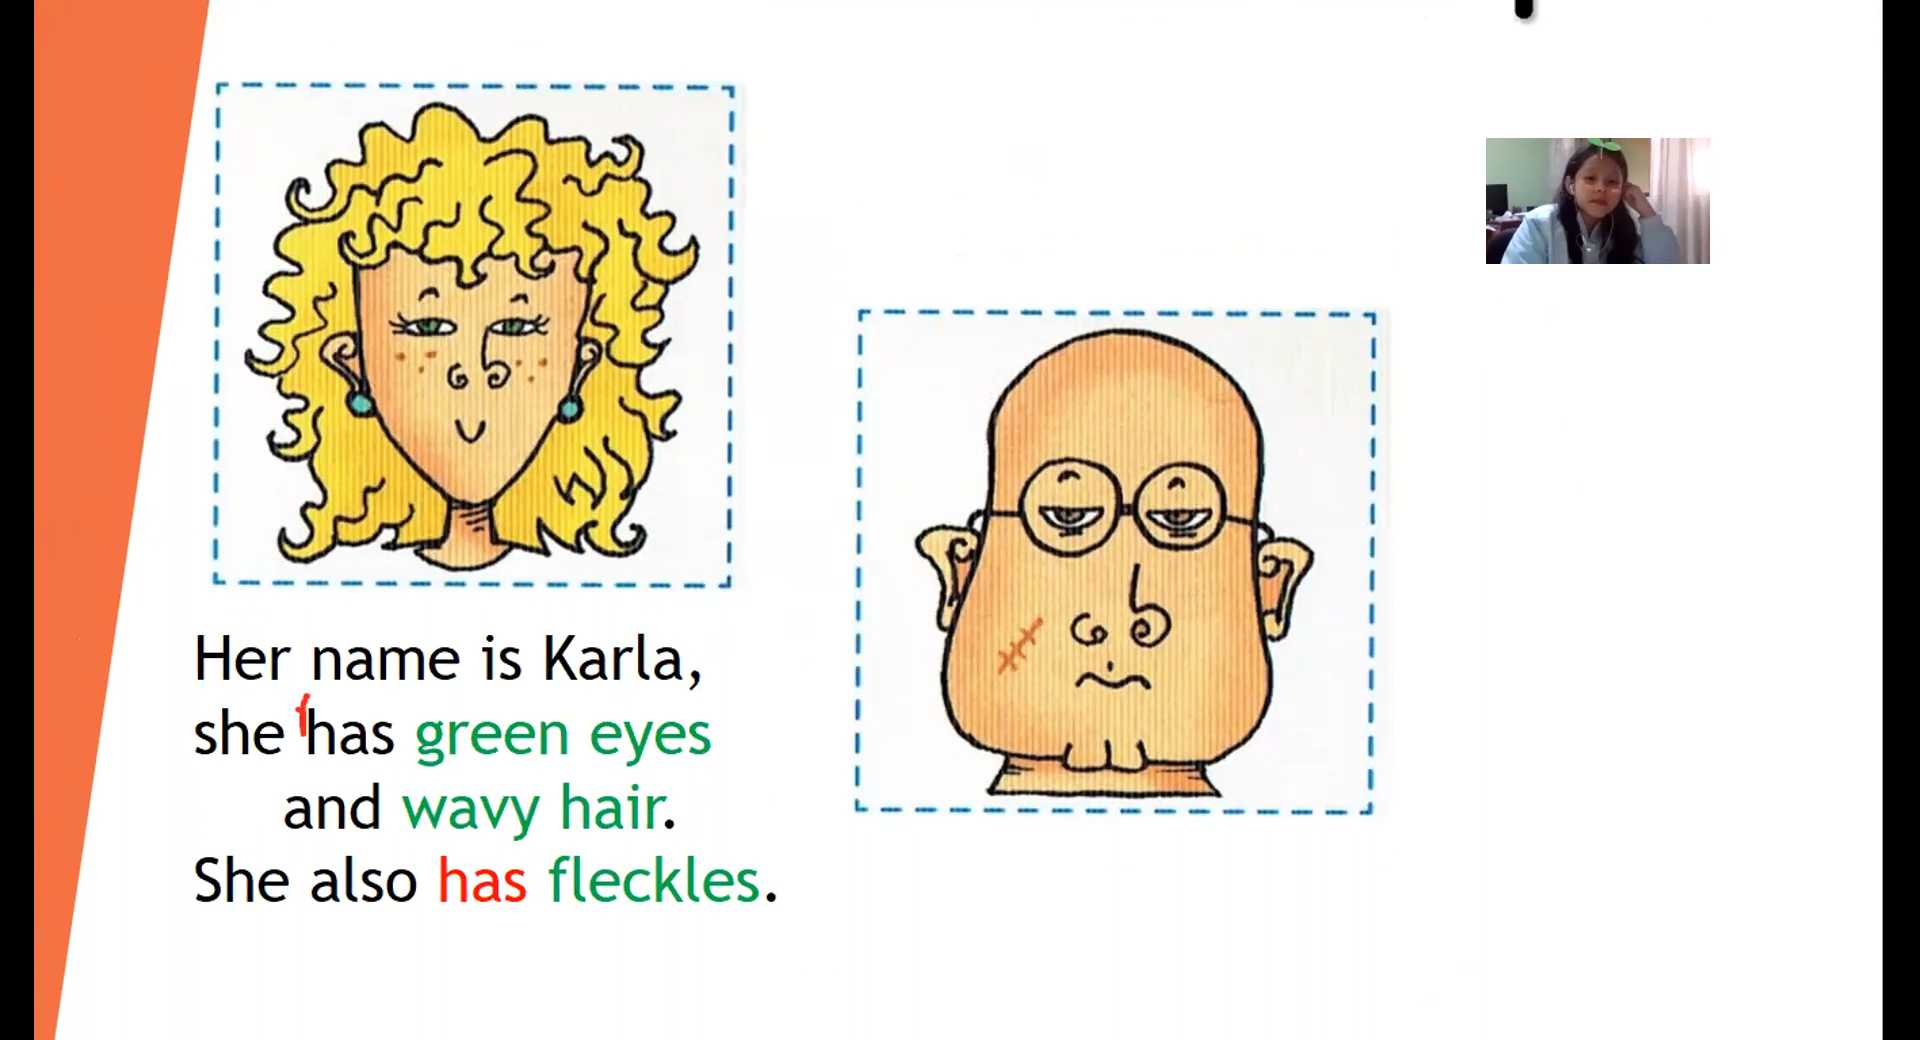 Her name is Karla,
she has green eyes
and wavy hair.
She also has fleckles.